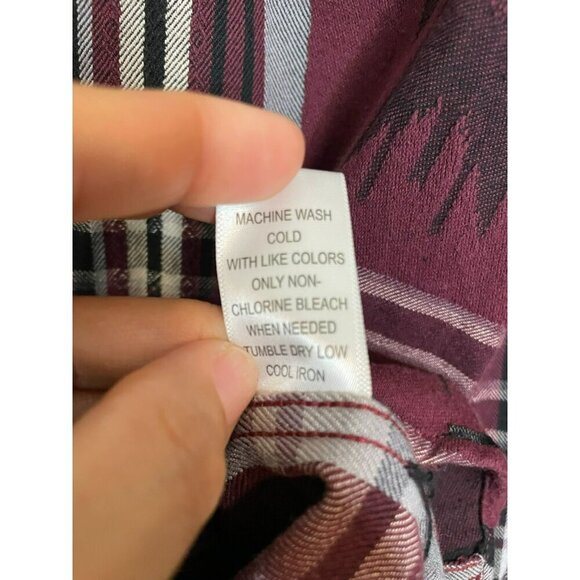 MACHINE WASH
COLD
WITH LIKE COLORS
ONLY NON-
CHLORINE BLEACH
WHEN NEEDED
TUMBLE DRY LOW
COOL IRON